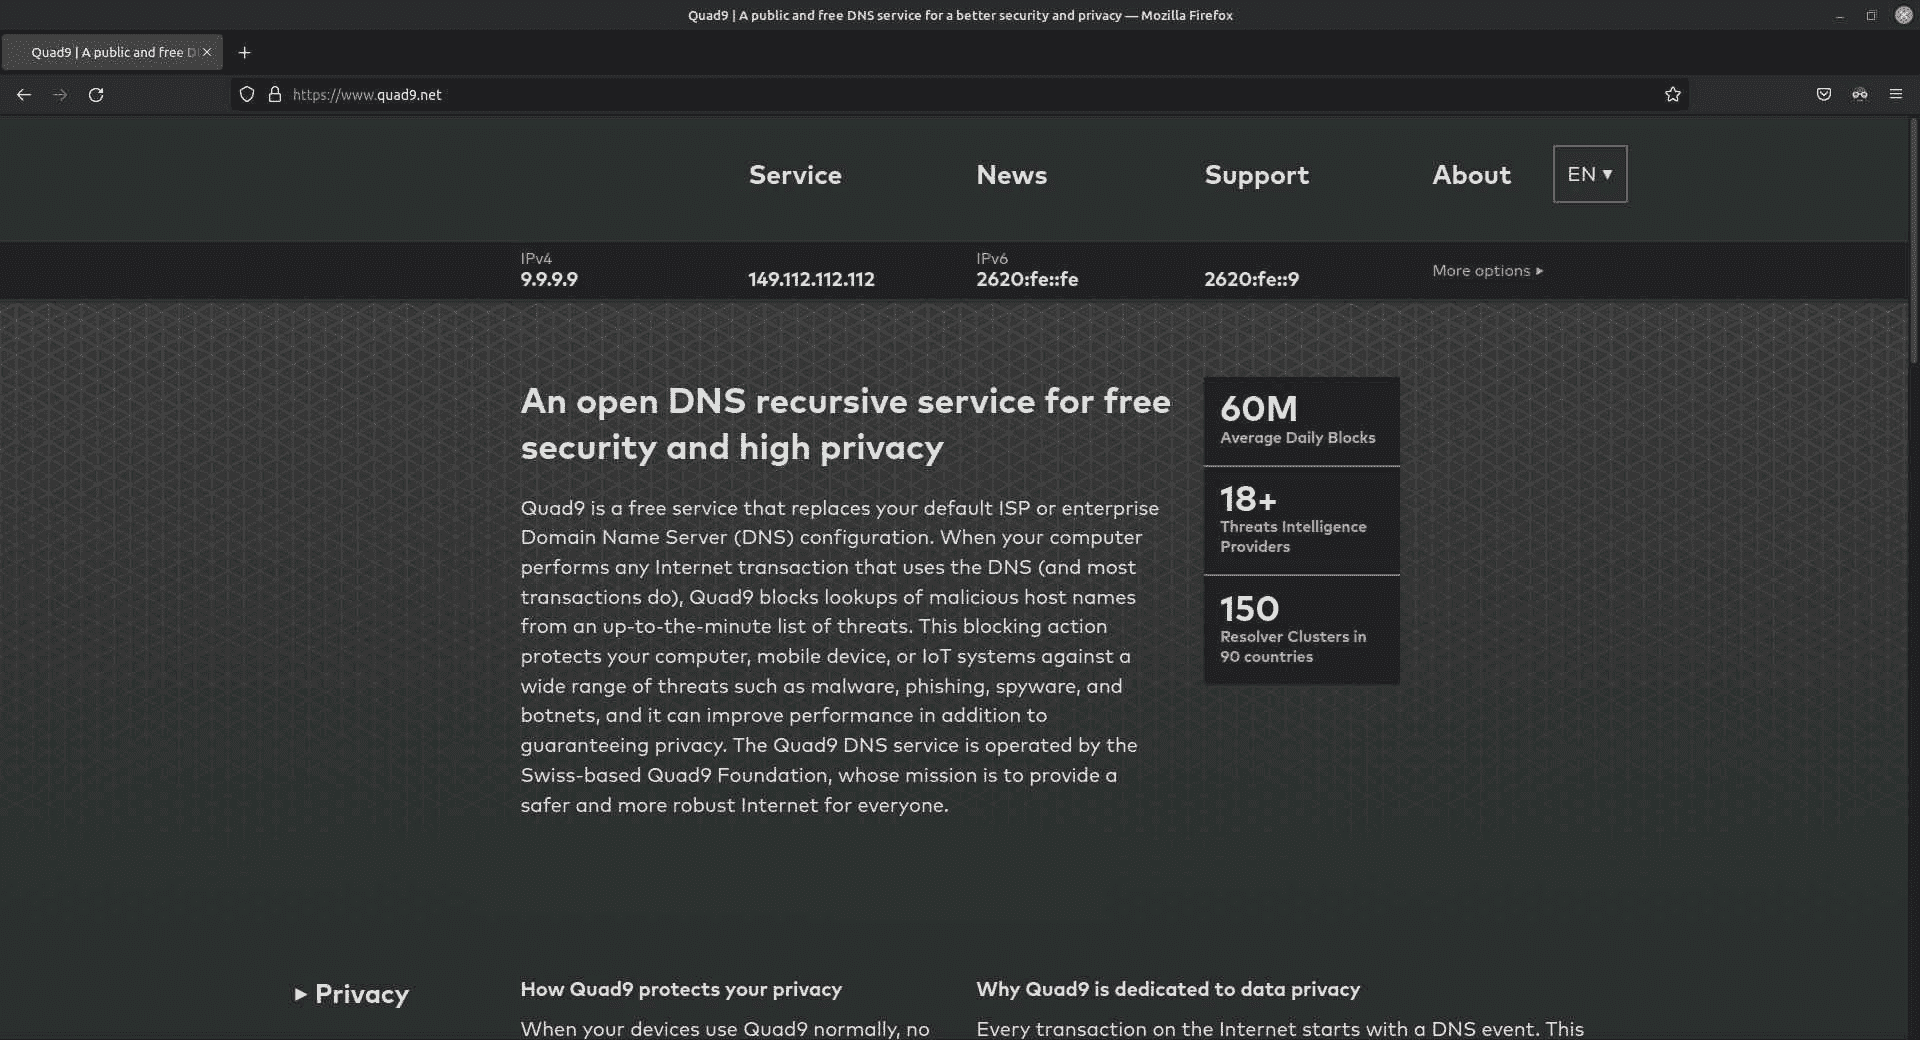 Quad9 | A public and free DNS service for a better security and privacy — Mozilla Firefox
Quad9 | A public and free D
https://www.quad9.net
Service
News
Support
About
EN ▾
IPv4
9.9.9.9
149.112.112.112
IPv6
2620:fe::fe
2620:fe::9
More options ▸
An open DNS recursive service for free
security and high privacy
Quad9 is a free service that replaces your default ISP or enterprise
Domain Name Server (DNS) configuration. When your computer
performs any Internet transaction that uses the DNS (and most
transactions do), Quad9 blocks lookups of malicious host names
from an up-to-the-minute list of threats. This blocking action
protects your computer, mobile device, or IoT systems against a
wide range of threats such as malware, phishing, spyware, and
botnets, and it can improve performance in addition to
guaranteeing privacy. The Quad9 DNS service is operated by the
Swiss-based Quad9 Foundation, whose mission is to provide a
safer and more robust Internet for everyone.
60M
Average Daily Blocks
18+
Threats Intelligence
Providers
150
Resolver Clusters in
90 countries
▸ Privacy
How Quad9 protects your privacy
When your devices use Quad9 normally, no
Why Quad9 is dedicated to data privacy
Every transaction on the Internet starts with a DNS event. This